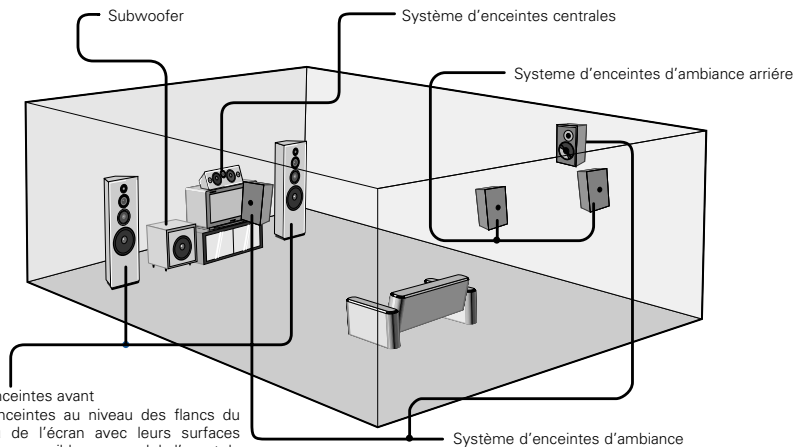 Subwoofer
Système d'enceintes centrales
Systeme d'enceintes d'ambiance arriére
nceintes avant
nceintes au niveau des flancs du
de l'écran avec leurs surfaces
Système d'enceintes d'ambiance